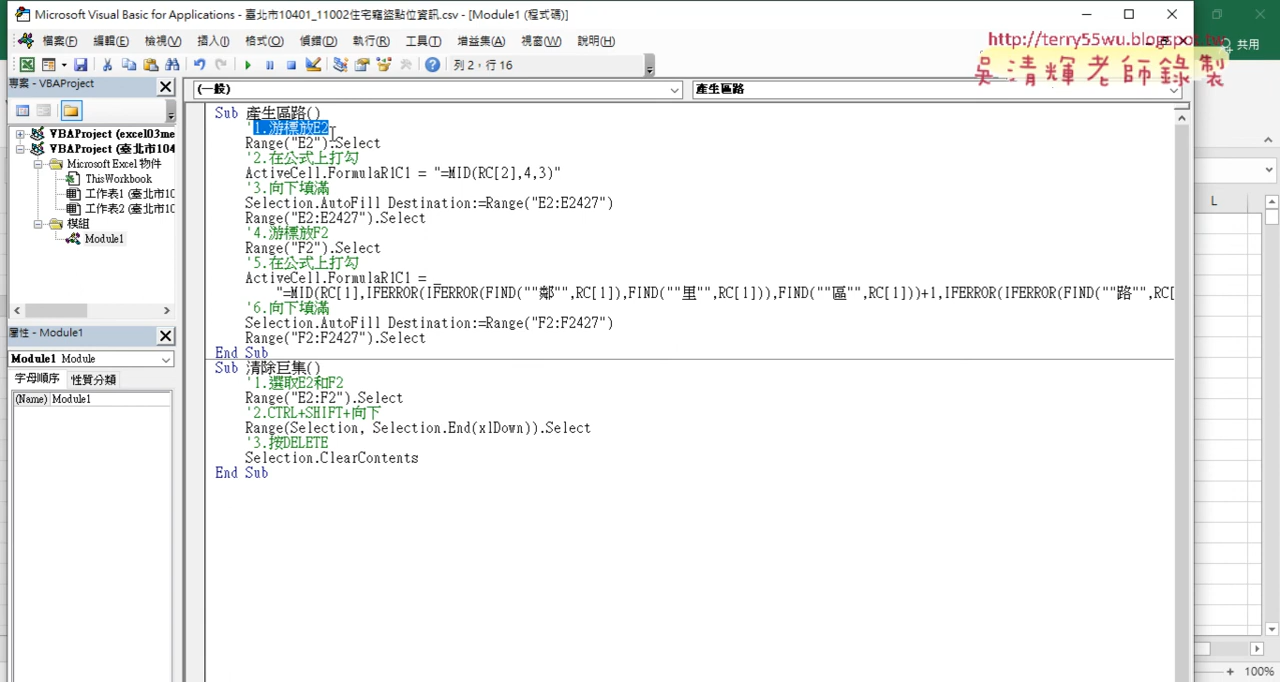 Microsoft Visual Basic for Applications - 臺北市10401_11002住宅竊盜點位資訊.csv - [Module1 (程式碼)]
檔案(F) 編輯(E) 檢視(V) 插入(I) 格式(O) 偵錯(D) 執行(R) 工具(T) 增益集(A) 視窗(W) 說明(H)
http://terry55wu.blogspot.tw
共用
吳清輝老師錄製
列 2，行 16
專案 - VBAProject
(一般)
產生區路
VBAProject (excel03me
VBAProject (臺北市104
Microsoft Excel 物件
ThisWorkbook
工作表1 (臺北市10
工作表2 (臺北市10
模組
Module1
屬性 - Module1
Module1 Module
字母順序 性質分類
(Name) Module1
Sub 產生區路()
'1.游標放E2
Range("E2").Select
'2.在公式上打勾
ActiveCell.FormulaR1C1 = "=MID(RC[2],4,3)"
'3.向下填滿
Selection.AutoFill Destination:=Range("E2:E2427")
Range("E2:E2427").Select
'4.游標放F2
Range("F2").Select
'5.在公式上打勾
ActiveCell.FormulaR1C1 = _
"=MID(RC[1],IFERROR(IFERROR(FIND(""鄰"",RC[1]),FIND(""里"",RC[1])),FIND(""區"",RC[1]))+1,IFERROR(IFERROR(FIND(""路"",RC[
'6.向下填滿
Selection.AutoFill Destination:=Range("F2:F2427")
Range("F2:F2427").Select
End Sub
Sub 清除巨集()
'1.選取E2和F2
Range("E2:F2").Select
'2.CTRL+SHIFT+向下
Range(Selection, Selection.End(xlDown)).Select
'3.按DELETE
Selection.ClearContents
End Sub
L
100%